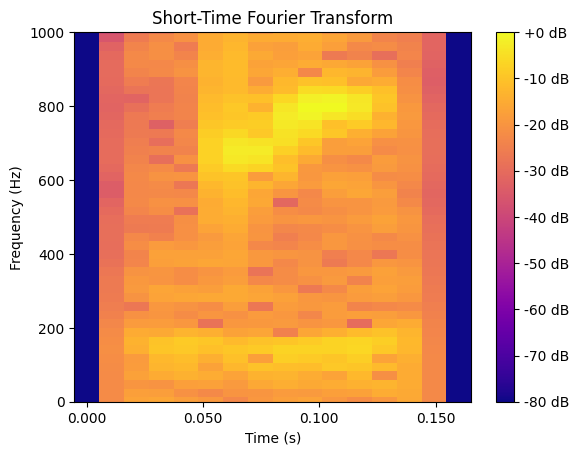 Short-Time Fourier Transform
1000
800
600
400
200
0
Frequency (Hz)
0.000
0.050
0.100
0.150
Time (s)
+0 dB
-10 dB
-20 dB
-30 dB
-40 dB
-50 dB
-60 dB
-70 dB
-80 dB